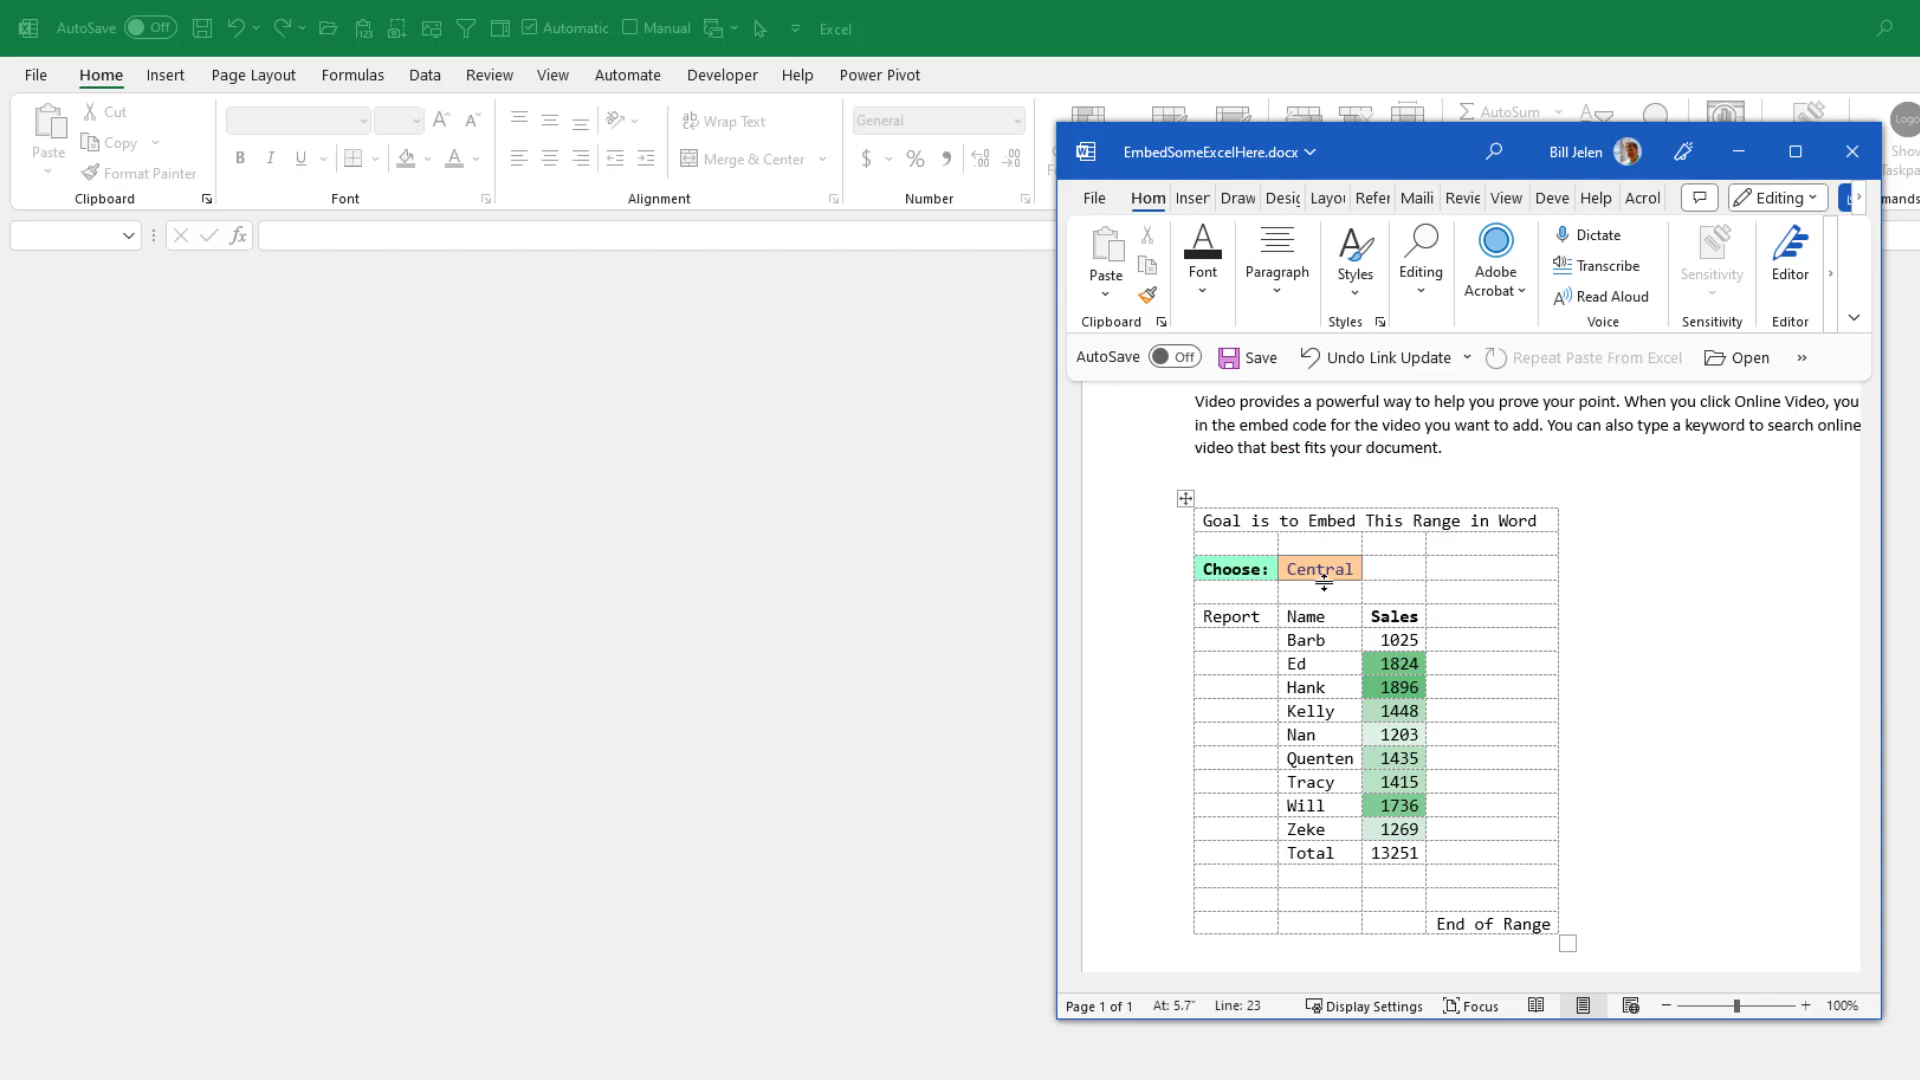 AutoSave Off Automatic Manual Excel
File Home Insert Page Layout Formulas Data Review View Automate Developer Help Power Pivot
Paste Cut Copy Format Painter Clipboard
B I U A A A Font
Wrap Text
Merge & Center
Alignment
General
$ % Number
AutoSum
Logo
Show
fx
EmbedSomeExcelHere.docx Bill Jelen
File Hom Inser Draw Desig Layou Refer Maili Revie View Deve Help Acrol Editing
Paste Font Paragraph Styles Editing Adobe Acrobat
Dictate
Transcribe
Read Aloud
Sensitivity Editor
Clipboard Styles Voice Sensitivity Editor
AutoSave Off Save Undo Link Update Repeat Paste From Excel Open
Video provides a powerful way to help you prove your point. When you click Online Video, you
in the embed code for the video you want to add. You can also type a keyword to search online
video that best fits your document.
Goal is to Embed This Range in Word
Choose: Central
Report Name Sales
Barb 1025
Ed 1824
Hank 1896
Kelly 1448
Nan 1203
Quenten 1435
Tracy 1415
Will 1736
Zeke 1269
Total 13251
End of Range
Page 1 of 1 At: 5.7" Line: 23 Display Settings Focus 100%